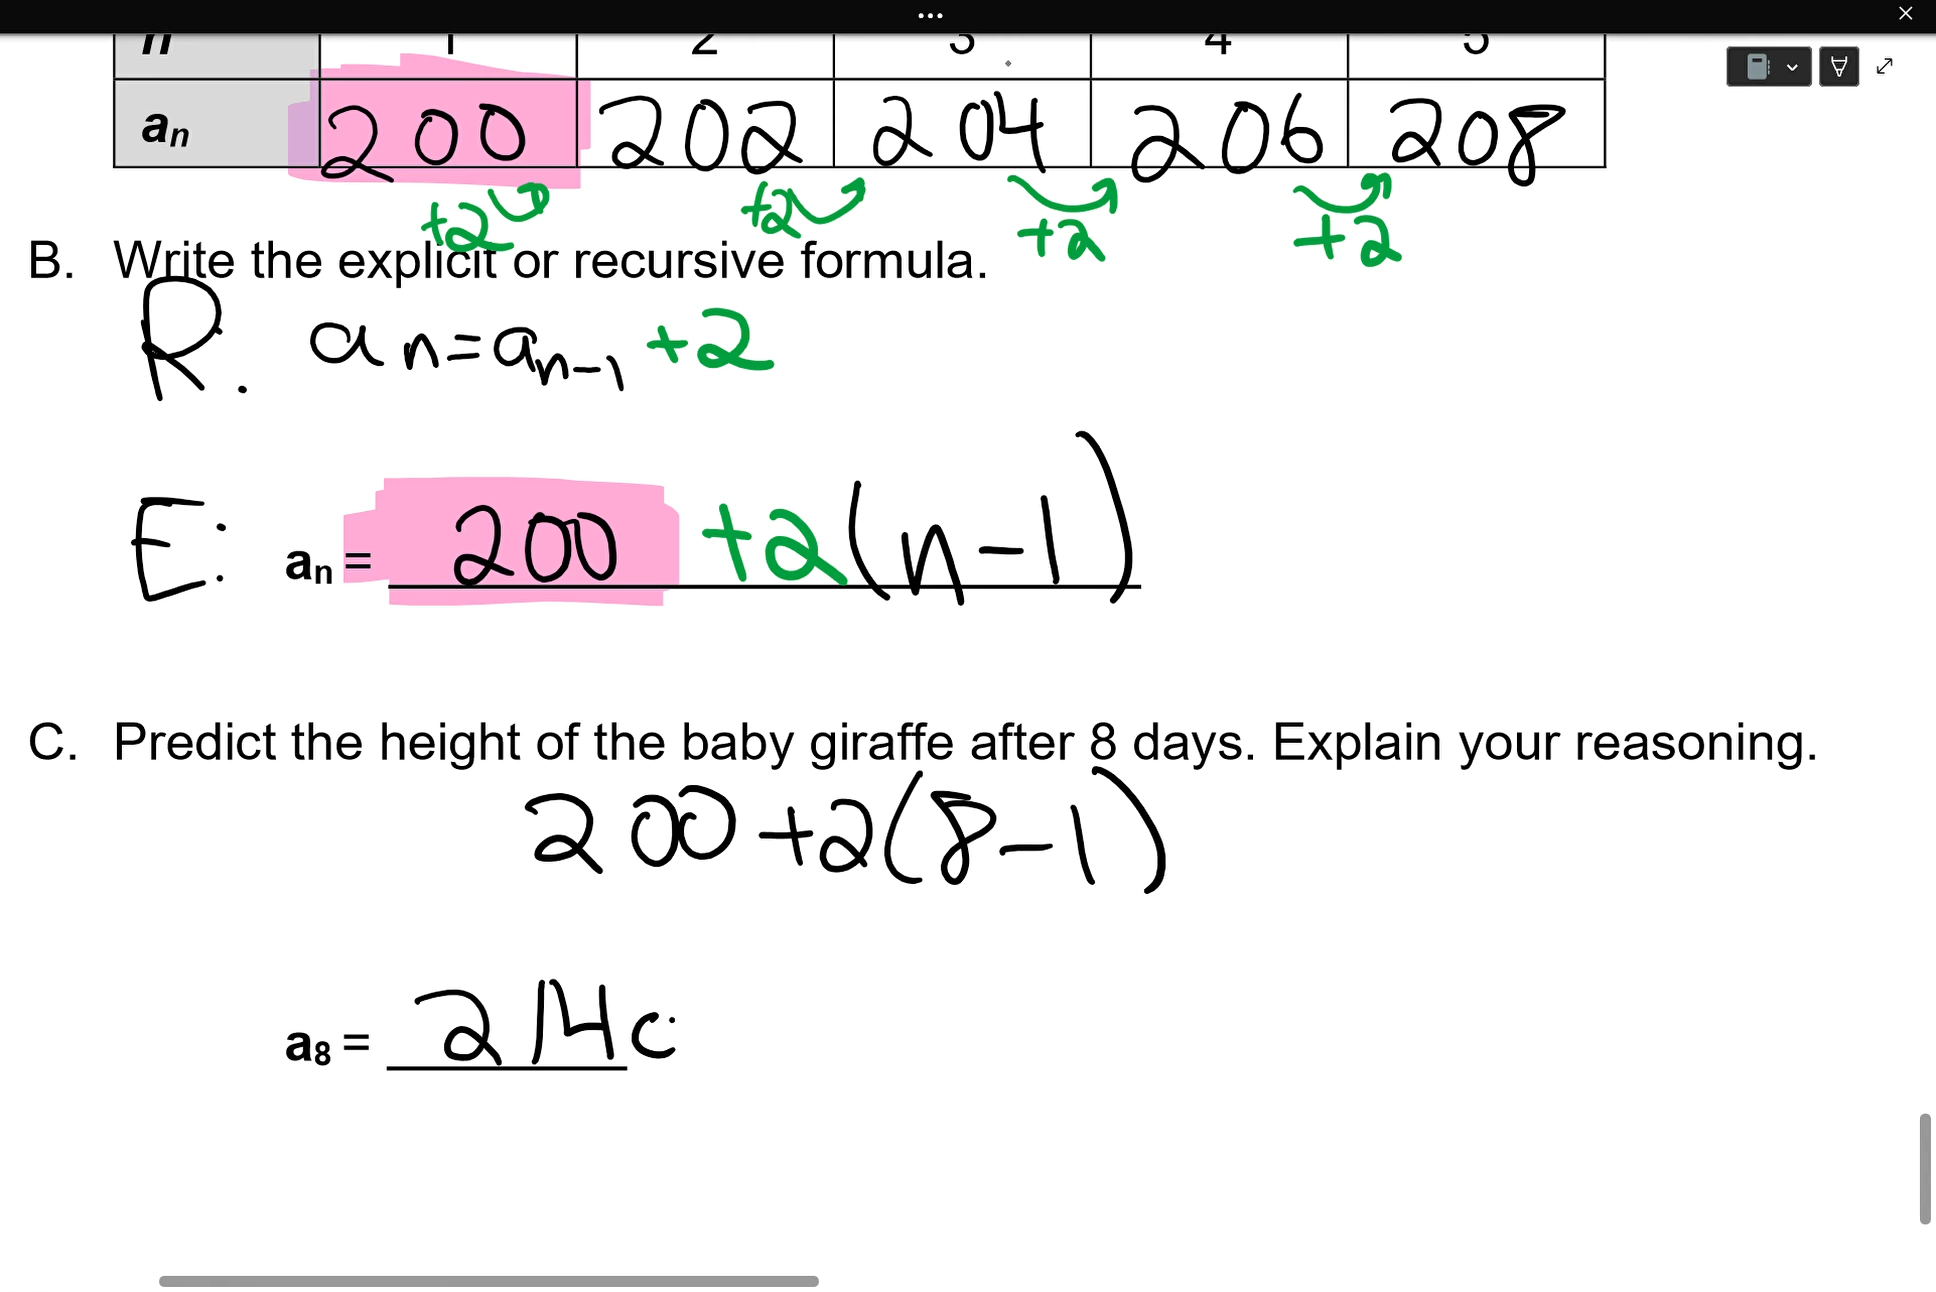 n 1 2 3 4 5
an 200 202 204 206 208
+2 +2 +2 +2
B. Write the explicit or recursive formula.
R. an=an-1 +2
E: an = 200 +2(n-1)
C. Predict the height of the baby giraffe after 8 days. Explain your reasoning.
200+2(8-1)
a8 = 214c